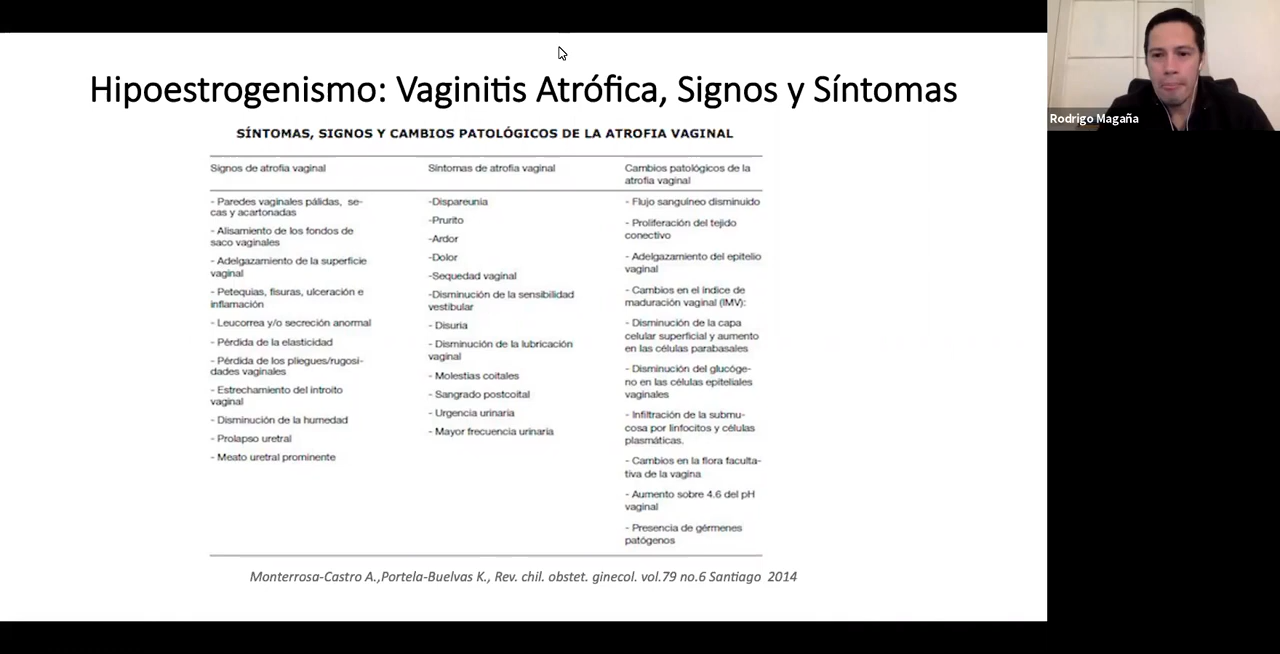 Hipoestrogenismo: Vaginitis Atrófica, Signos y Síntomas
SÍNTOMAS, SIGNOS Y CAMBIOS PATOLÓGICOS DE LA ATROFIA VAGINAL
Signos de atrofia vaginal
- Paredes vaginales pálidas, se-
cas y acartonadas
- Alisamiento de los fondos de
saco vaginales
- Adelgazamiento de la superficie
vaginal
- Petequias, fisuras, ulceración e
inflamación
- Leucorrea y/o secreción anormal
- Pérdida de la elasticidad
- Pérdida de los pliegues/rugosi-
dades vaginales
- Estrechamiento del introito
vaginal
- Disminución de la humedad
- Prolapso uretral
- Meato uretral prominente
Síntomas de atrofia vaginal
-Dispareunia
-Prurito
-Ardor
-Dolor
-Sequedad vaginal
-Disminución de la sensibilidad
vestibular
- Disuria
- Disminución de la lubricación
vaginal
- Molestias coitales
- Sangrado postcoital
- Urgencia urinaria
- Mayor frecuencia urinaria
Cambios patológicos de la
atrofia vaginal
- Flujo sanguíneo disminuido
- Proliferación del tejido
conectivo
- Adelgazamiento del epitelio
vaginal
- Cambios en el índice de
maduración vaginal (IMV):
- Disminución de la capa
celular superficial y aumento
en las células parabasales
- Disminución del glucóge-
no en las células epiteliales
vaginales
- Infiltración de la submu-
cosa por linfocitos y células
plasmáticas.
- Cambios en la flora faculta-
tiva de la vagina
- Aumento sobre 4.6 del pH
vaginal
- Presencia de gérmenes
patógenos
Monterrosa-Castro A.,Portela-Buelvas K., Rev. chil. obstet. ginecol. vol.79 no.6 Santiago 2014
Rodrigo Magaña